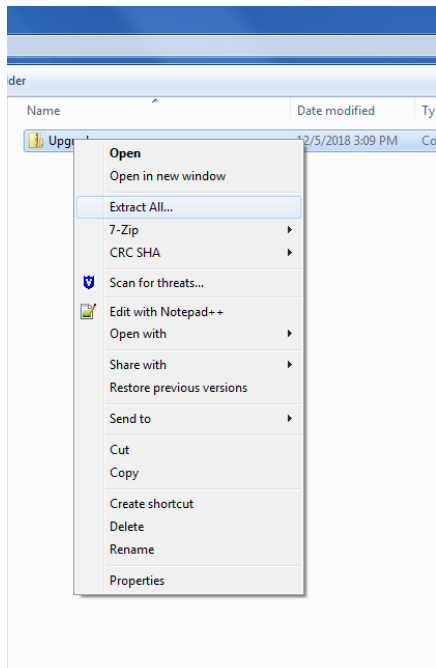 der
Name
Date modified
Ty
12/5/2018 3:09 PM
Co
Open
Open in new window
Extract All...
7-Zip
CRC SHA
Scan for threats...
Edit with Notepad++
Open with
Share with
Restore previous versions
Send to
Cut
Copy
Create shortcut
Delete
Rename
Properties